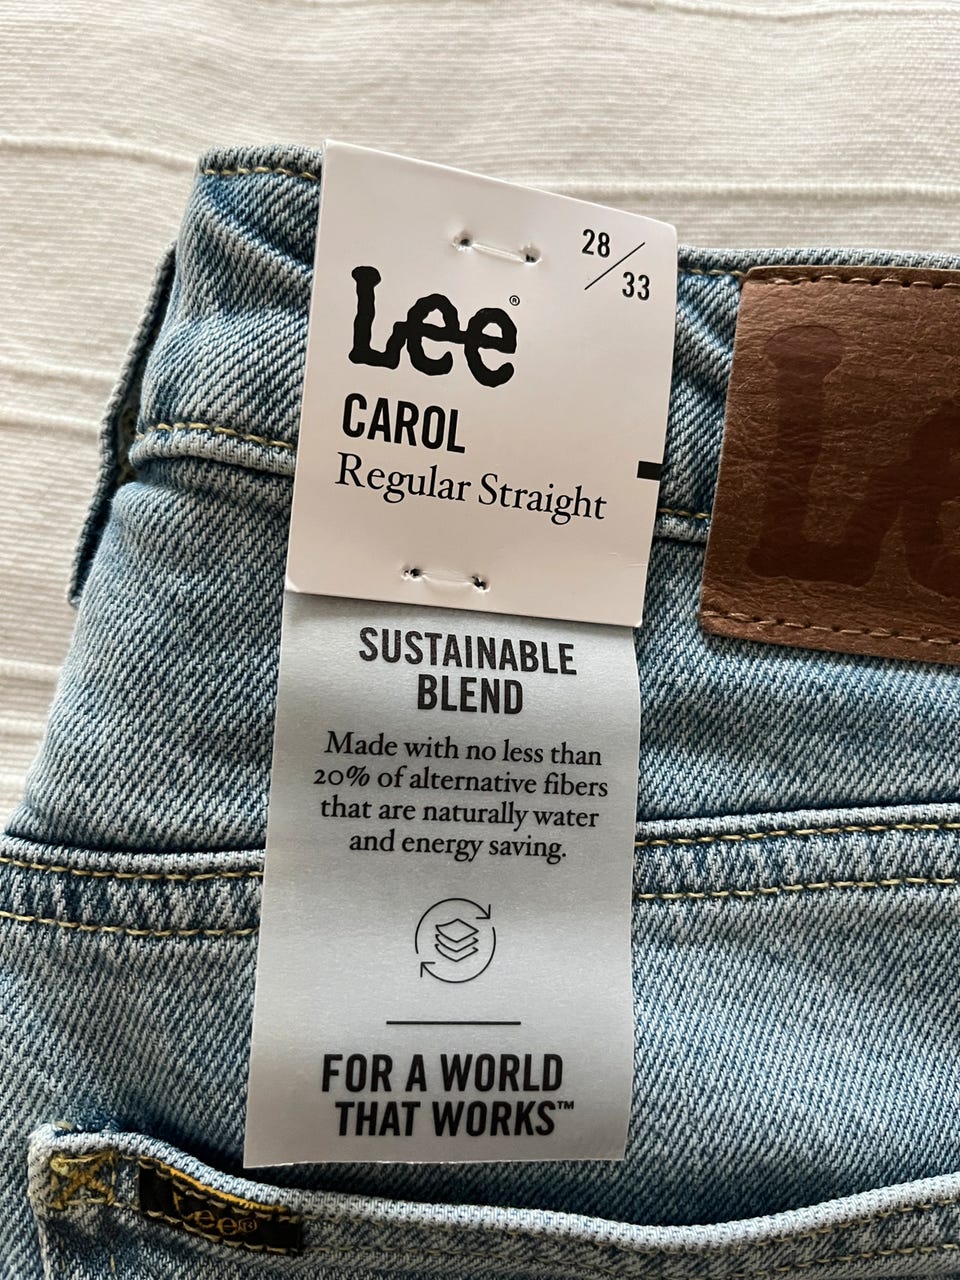 28/33
Lee®
CAROL
Regular Straight
SUSTAINABLE
BLEND
Made with no less than
20% of alternative fibers
that are naturally water
and energy saving.
FOR A WORLD
THAT WORKS™
Le
Lee®